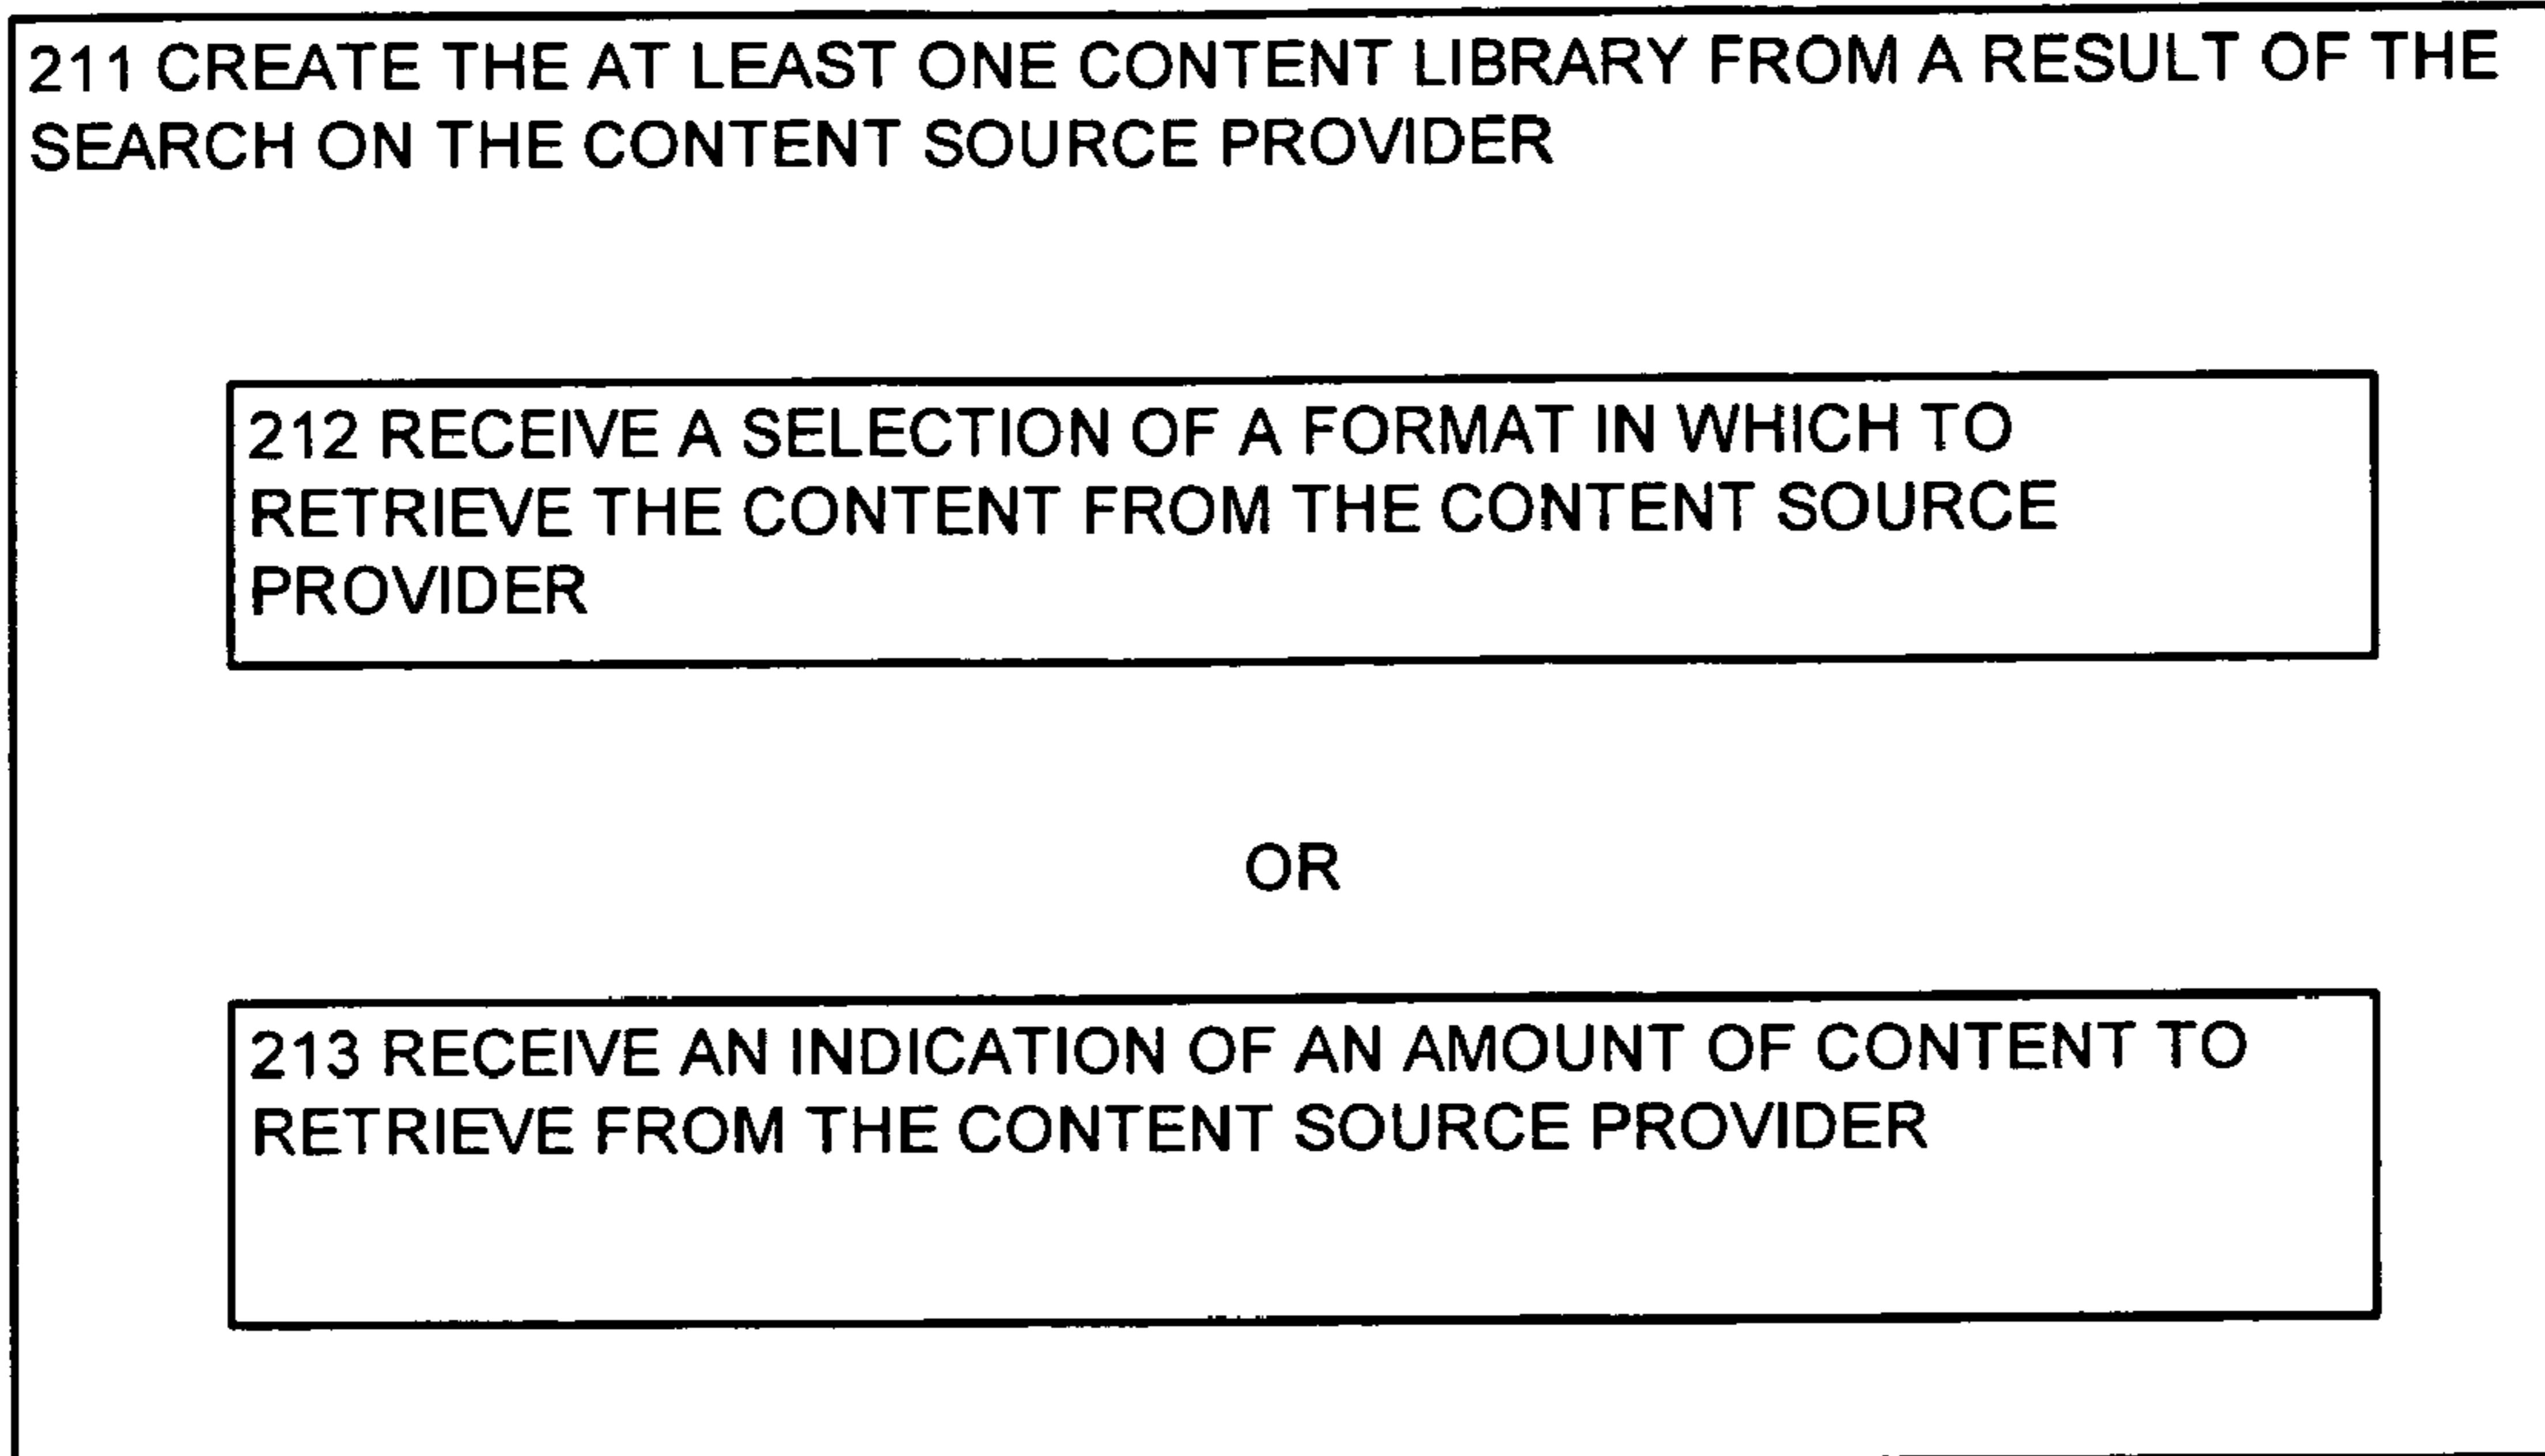 211 CREATE THE AT LEAST ONE CONTENT LIBRARY FROM A RESULT OF THE
SEARCH ON THE CONTENT SOURCE PROVIDER
212 RECEIVE A SELECTION OF A FORMAT IN WHICH TO
RETRIEVE THE CONTENT FROM THE CONTENT SOURCE
PROVIDER
OR
213 RECEIVE AN INDICATION OF AN AMOUNT OF CONTENT TO
RETRIEVE FROM THE CONTENT SOURCE PROVIDER